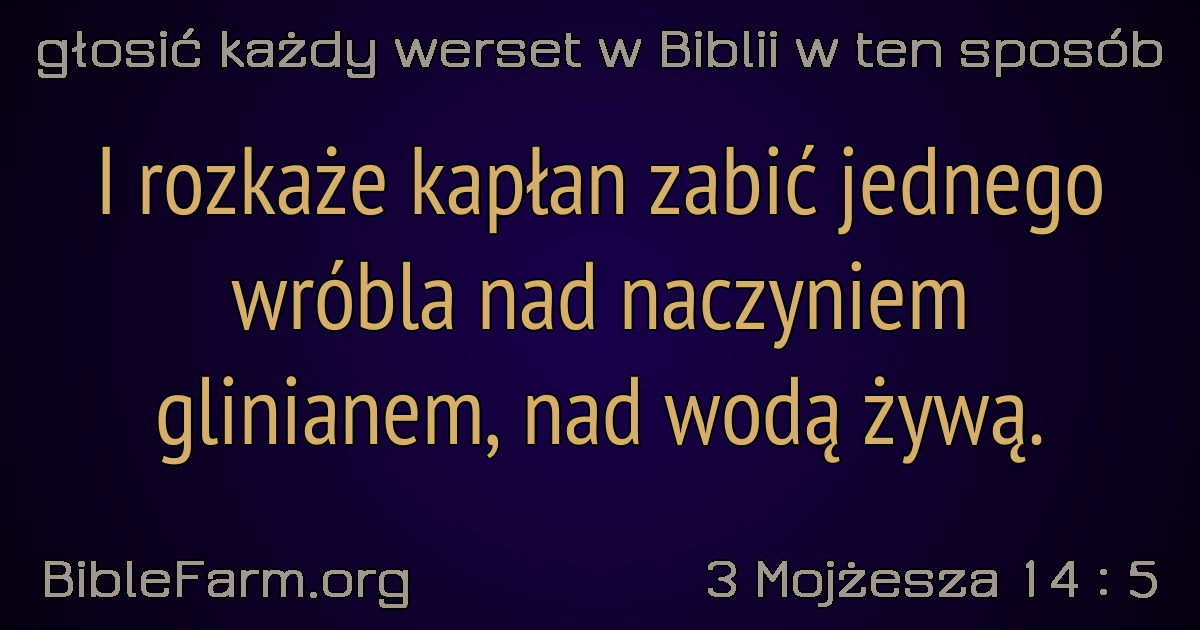 głosić każdy werset w Biblii w ten sposób
I rozkaże kapłan zabić jednego
wróbla nad naczyniem
glinianem, nad wodą żywą.
BibleFarm.org
3 Mojżesza 14 : 5